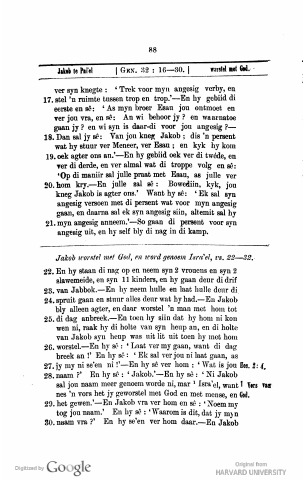 88
Jakob te Pni'el [GEN. 32 : 16—30.] worstel met God.
ver syn knegte : ' Trek voor myn angesig verby, en
17. stel 'n ruimte tussen trop en trop.'—En hy gebiid di
eerste en sê: ' As myn broer Esau jou ontmoet en
ver jou vra, en sê: An wi behoor jy ? en waarnatoe
gaan jy ? en wi syn is daar-di voor jou angesig ?—
18. Dan sal jy sê: Van jou kneg Jakob ; dis 'n persent
wat hy stuur ver Meneer, ver Esau ; en kyk hy kom
19. ook agter ons an.'—En hy gebiid ook ver di twéde, en
ver di derde, en ver almal wat di troppe volg en sê:
'Op di maniir sal julle praat met Esau, as julle ver
20. hom kry.—En julle sal sê : Bowediin, kyk, jou
kneg Jakob is agter ons.' Want hy sê: ' Ek sal syn
angesig versoen met di persent wat voor myn angesig
gaan, en daarna sal ek syn angesig siin, altemit sal hy
21. myn angesig anneem.'—So gaan di persent voor syn
angesig uit, en hy self bly di nag in di kamp.
Jakob worstel met God, en word genoem Isra'el, vs. 22—32.
22. En hy staan di nag op en neem syn 2 vrouens en syn 2
slawemeide, en syn 11 kinders, en hy gaan deur di drif
23. van Jabbok.—En hy neem hulle en laat hulle deur di
24. spruit gaan en stuur alles deur wat hy had.—En Jakob
bly alleen agter, en daar worstel 'n man met hom tot
25. di dag anbreek.—En toen hy siin dat hy hom ni kon
wen ni, raak hy di holte van syn heup an, en di holte
van Jakob syn heup was uit lit uit toen hy met hom
26. worstel.—En hy sê : ' Laat ver my gaan, want di dag
breek an !' En hy sê : ' Ek sal ver jou ni laat gaan, as
27. jy my ni se'en ni !'—En hy sê ver hom ; ' Wat is jou Hos. 2 : 4.
28. naam ?' En hy sê : ' Jakob.'—En hy sê : ' Ni Jakob
sal jou naam meer genoem worde ni, mar ¹ Isra'el, want 1 Vors van
nes 'n vors het jy geworstel met God en met mense, en God.
29. het gewen.'—En Jakob vra ver hom en sê : 'Noem my
tog jou naam.' En hy sê : 'Waarom is dit, dat jy myn
30. naam vra ?' En hy se'en ver hom daar.—En Jakob
Digitized by Google
Original from
HARVARD UNIVERSITY